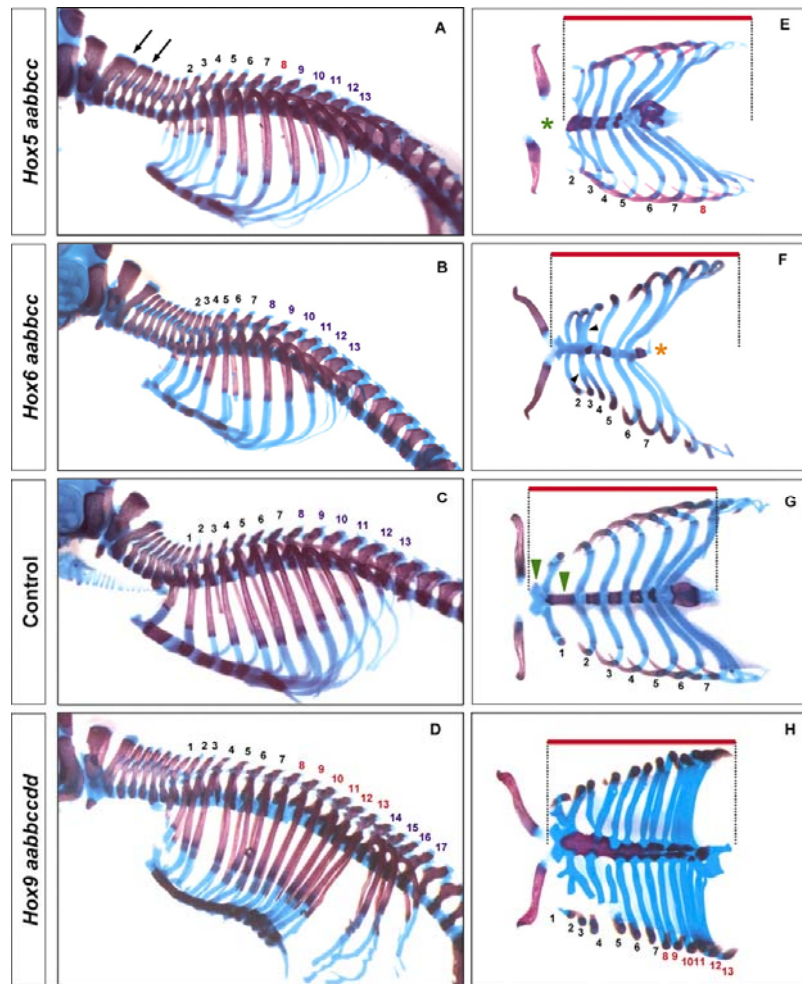 Hox5 aabbcc
A
2 3 4 5 6 7 8 9 10 11 12 13
E
*
2 3 4 5 6 7 8
Hox6 aabbcc
B
2 3 4 5 6 7 8 9 10 11 12 13
F
*
2 3 4 5 6 7
Control
C
1 2 3 4 5 6 7 8 9 10 11 12 13
G
1 2 3 4 5 6 7
Hox9 aabbccdd
D
1 2 3 4 5 6 7 8 9 10 11 12 13 14 15 16 17
H
1 2 3 4 5 6 7 8 9 10 11 12 13